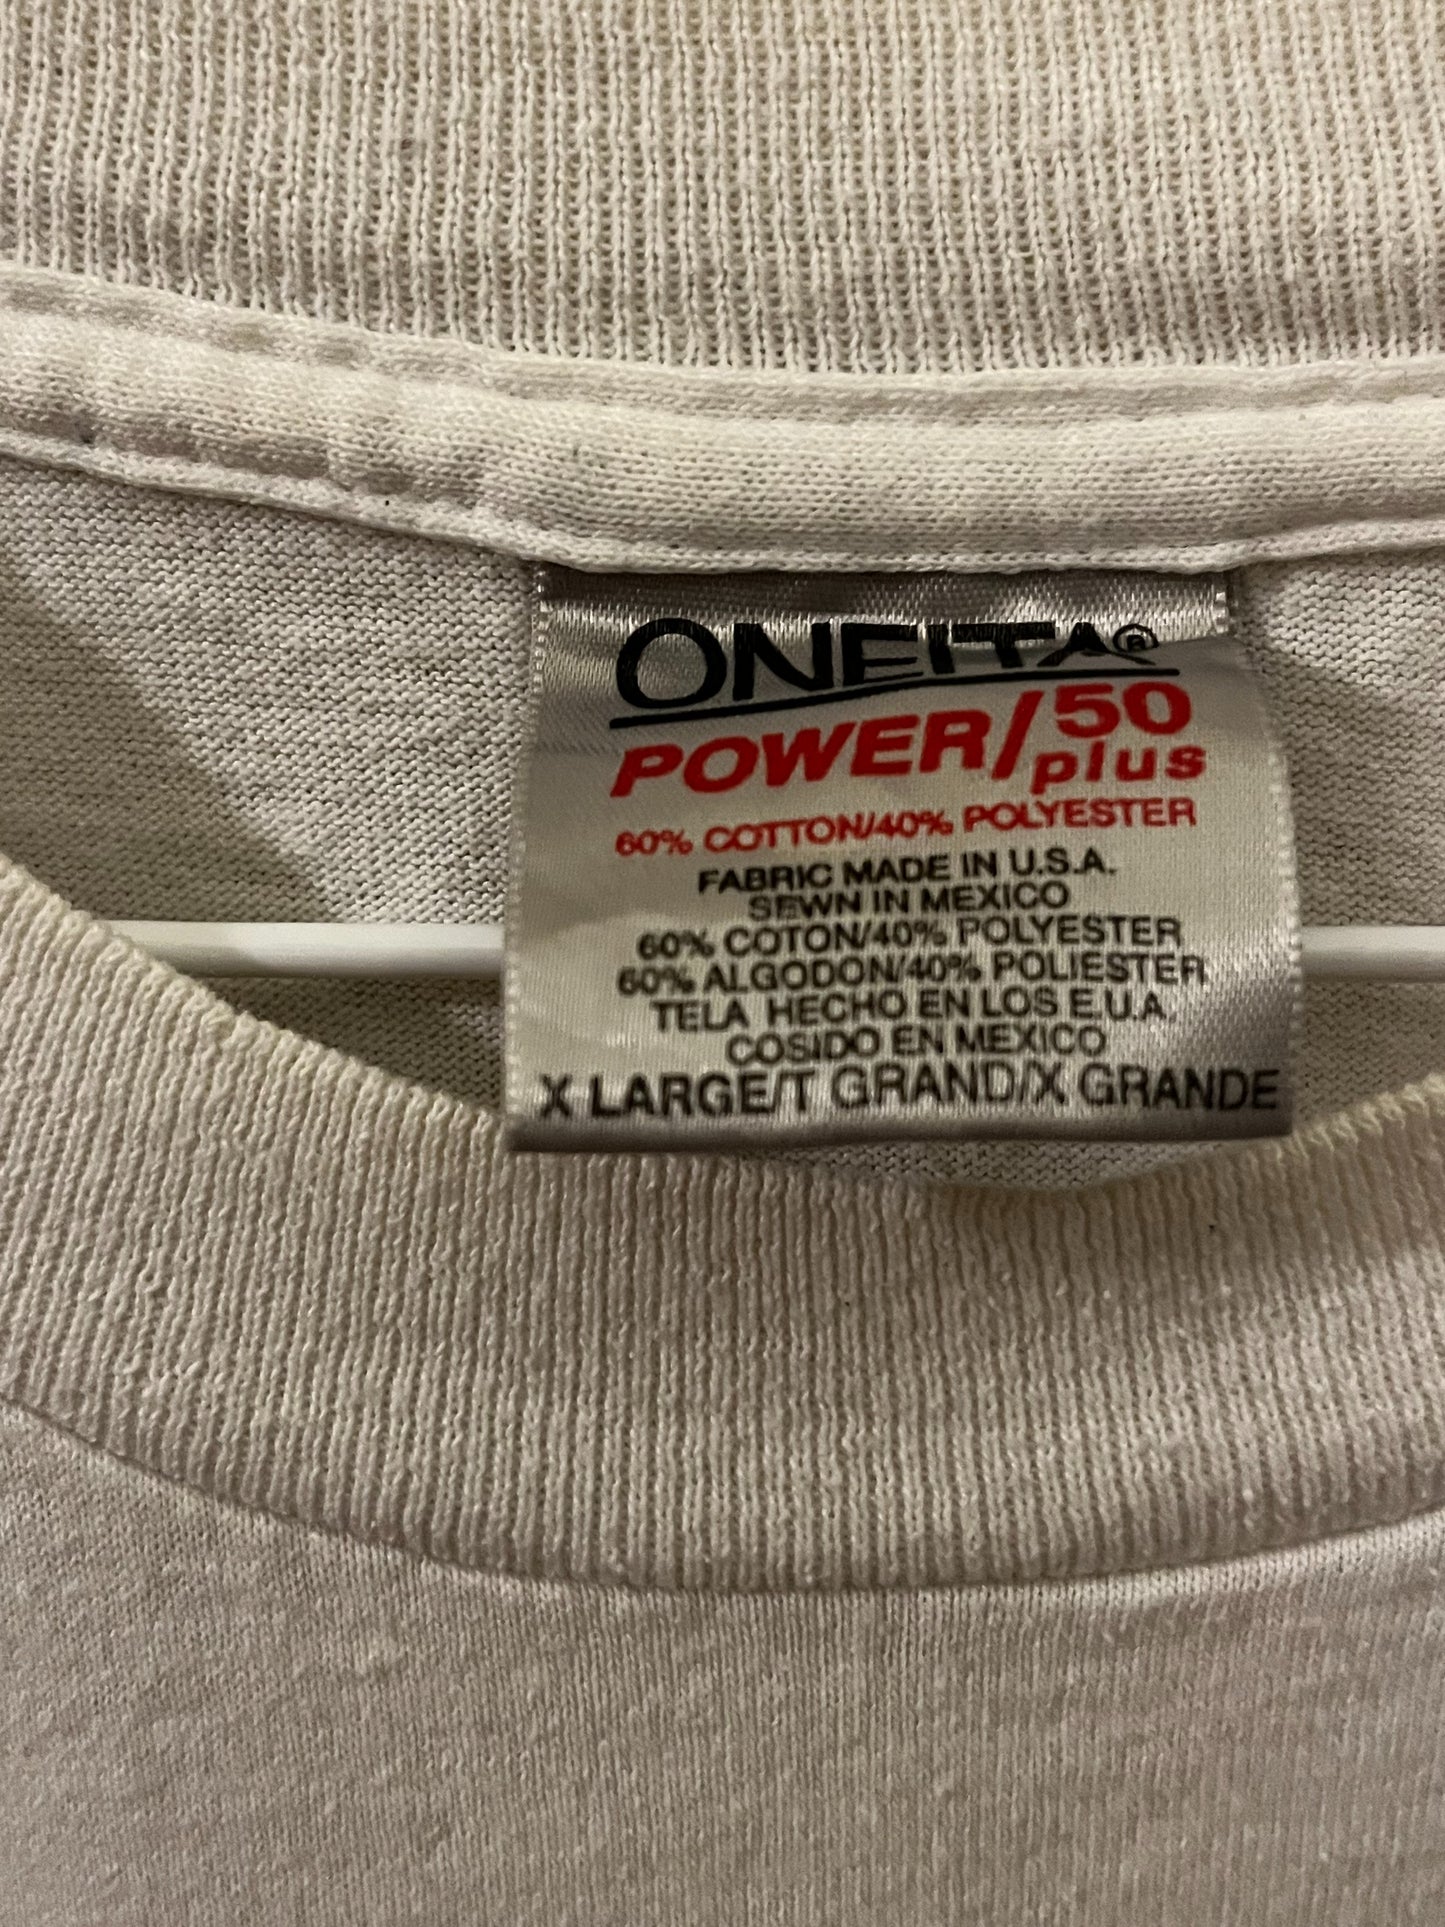 ONEITA®
POWER/50
plus
60% COTTON/40% POLYESTER
FABRIC MADE IN U.S.A.
SEWN IN MEXICO
60% COTON/40% POLYESTER
60% ALGODON/40% POLIESTER
TELA HECHO EN LOS E.U.A.
COSIDO EN MEXICO
X LARGE/T GRAND/X GRANDE